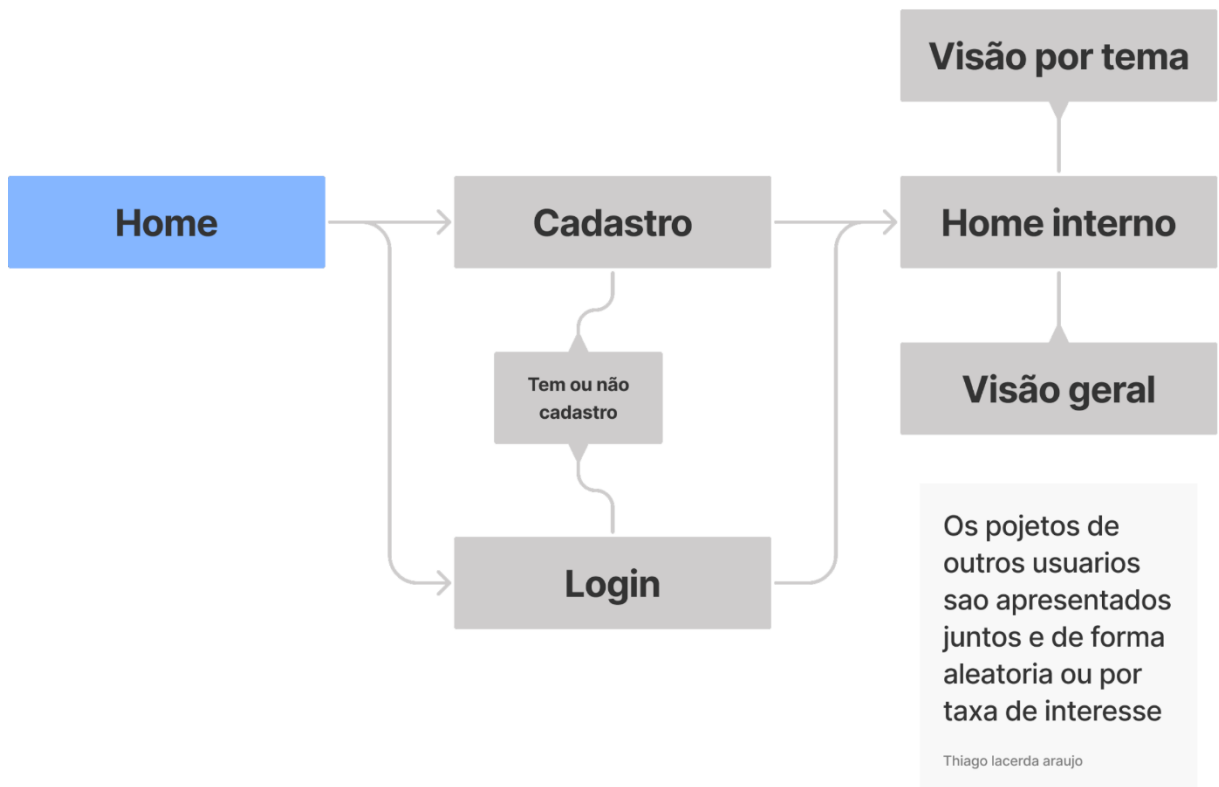 Visão por tema
Home
Cadastro
Home interno
Tem ou não
cadastro
Visão geral
Login
Os pojetos de
outros usuarios
sao apresentados
juntos e de forma
aleatoria ou por
taxa de interesse
Thiago lacerda araujo